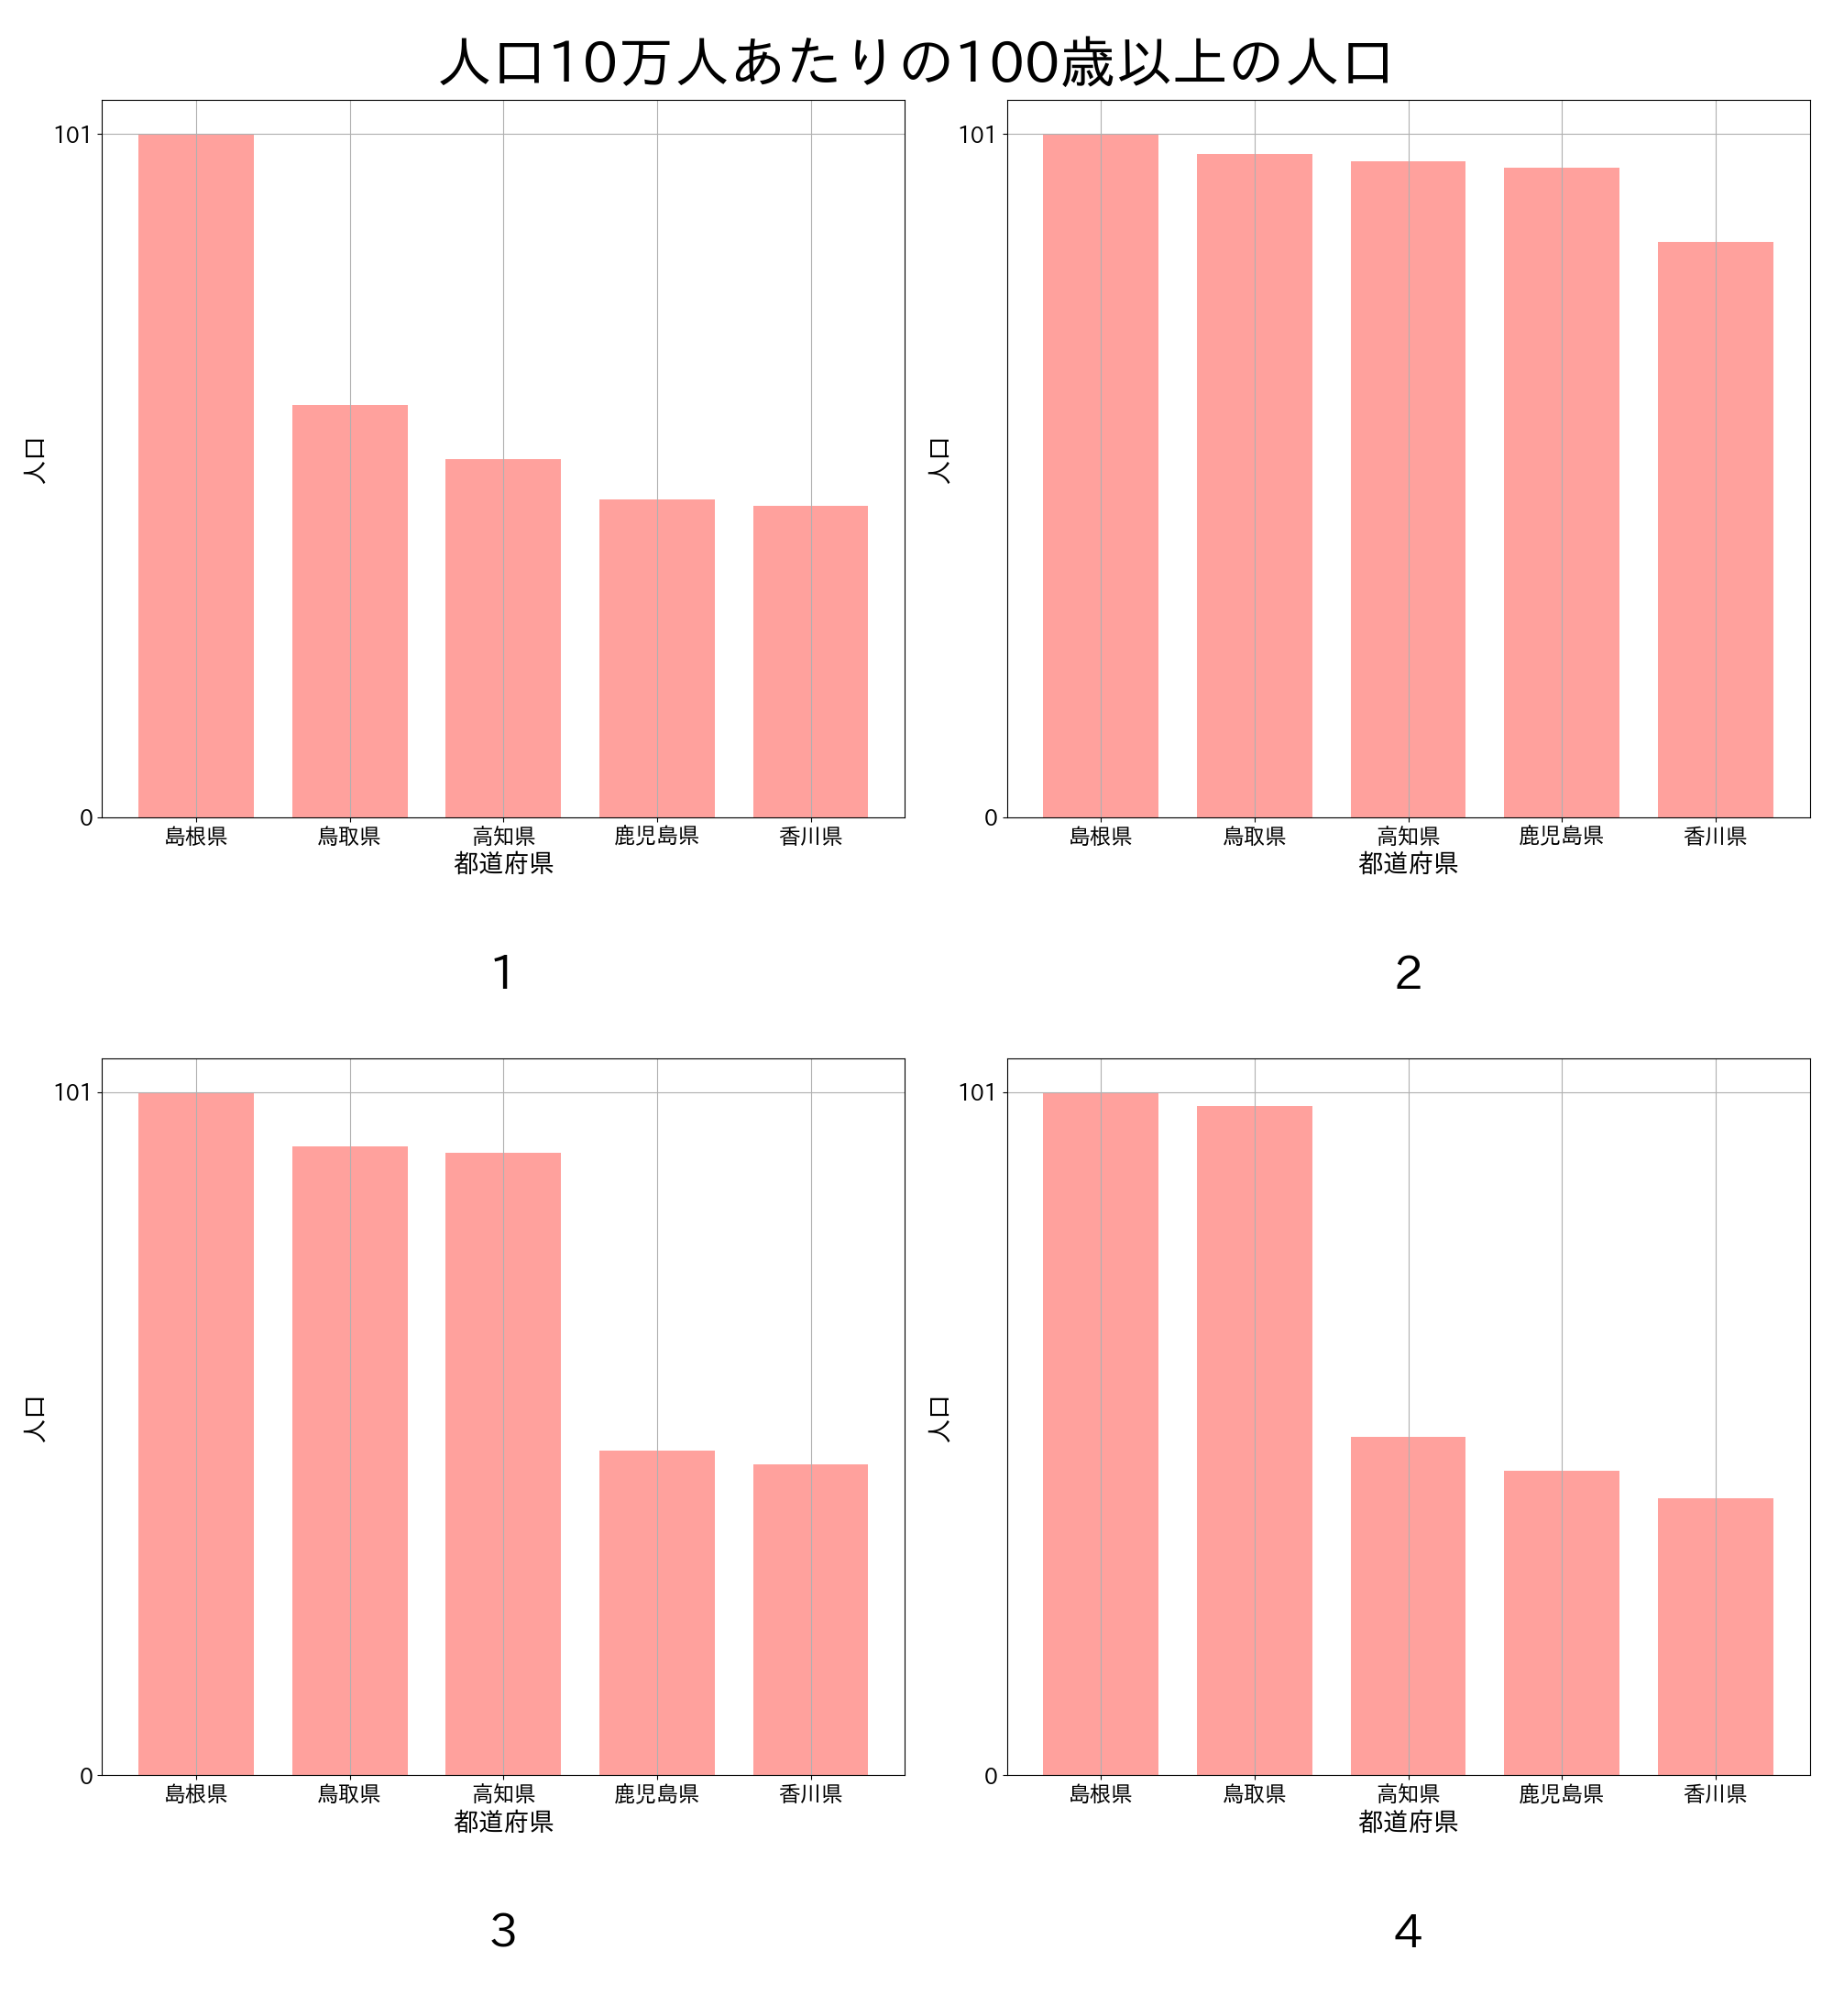 人口10万人あたりの100歳以上の人口
101
0
人口
島根県 鳥取県 高知県 鹿児島県 香川県
都道府県
1
101
0
人口
島根県 鳥取県 高知県 鹿児島県 香川県
都道府県
2
101
0
人口
島根県 鳥取県 高知県 鹿児島県 香川県
都道府県
3
101
0
人口
島根県 鳥取県 高知県 鹿児島県 香川県
都道府県
4